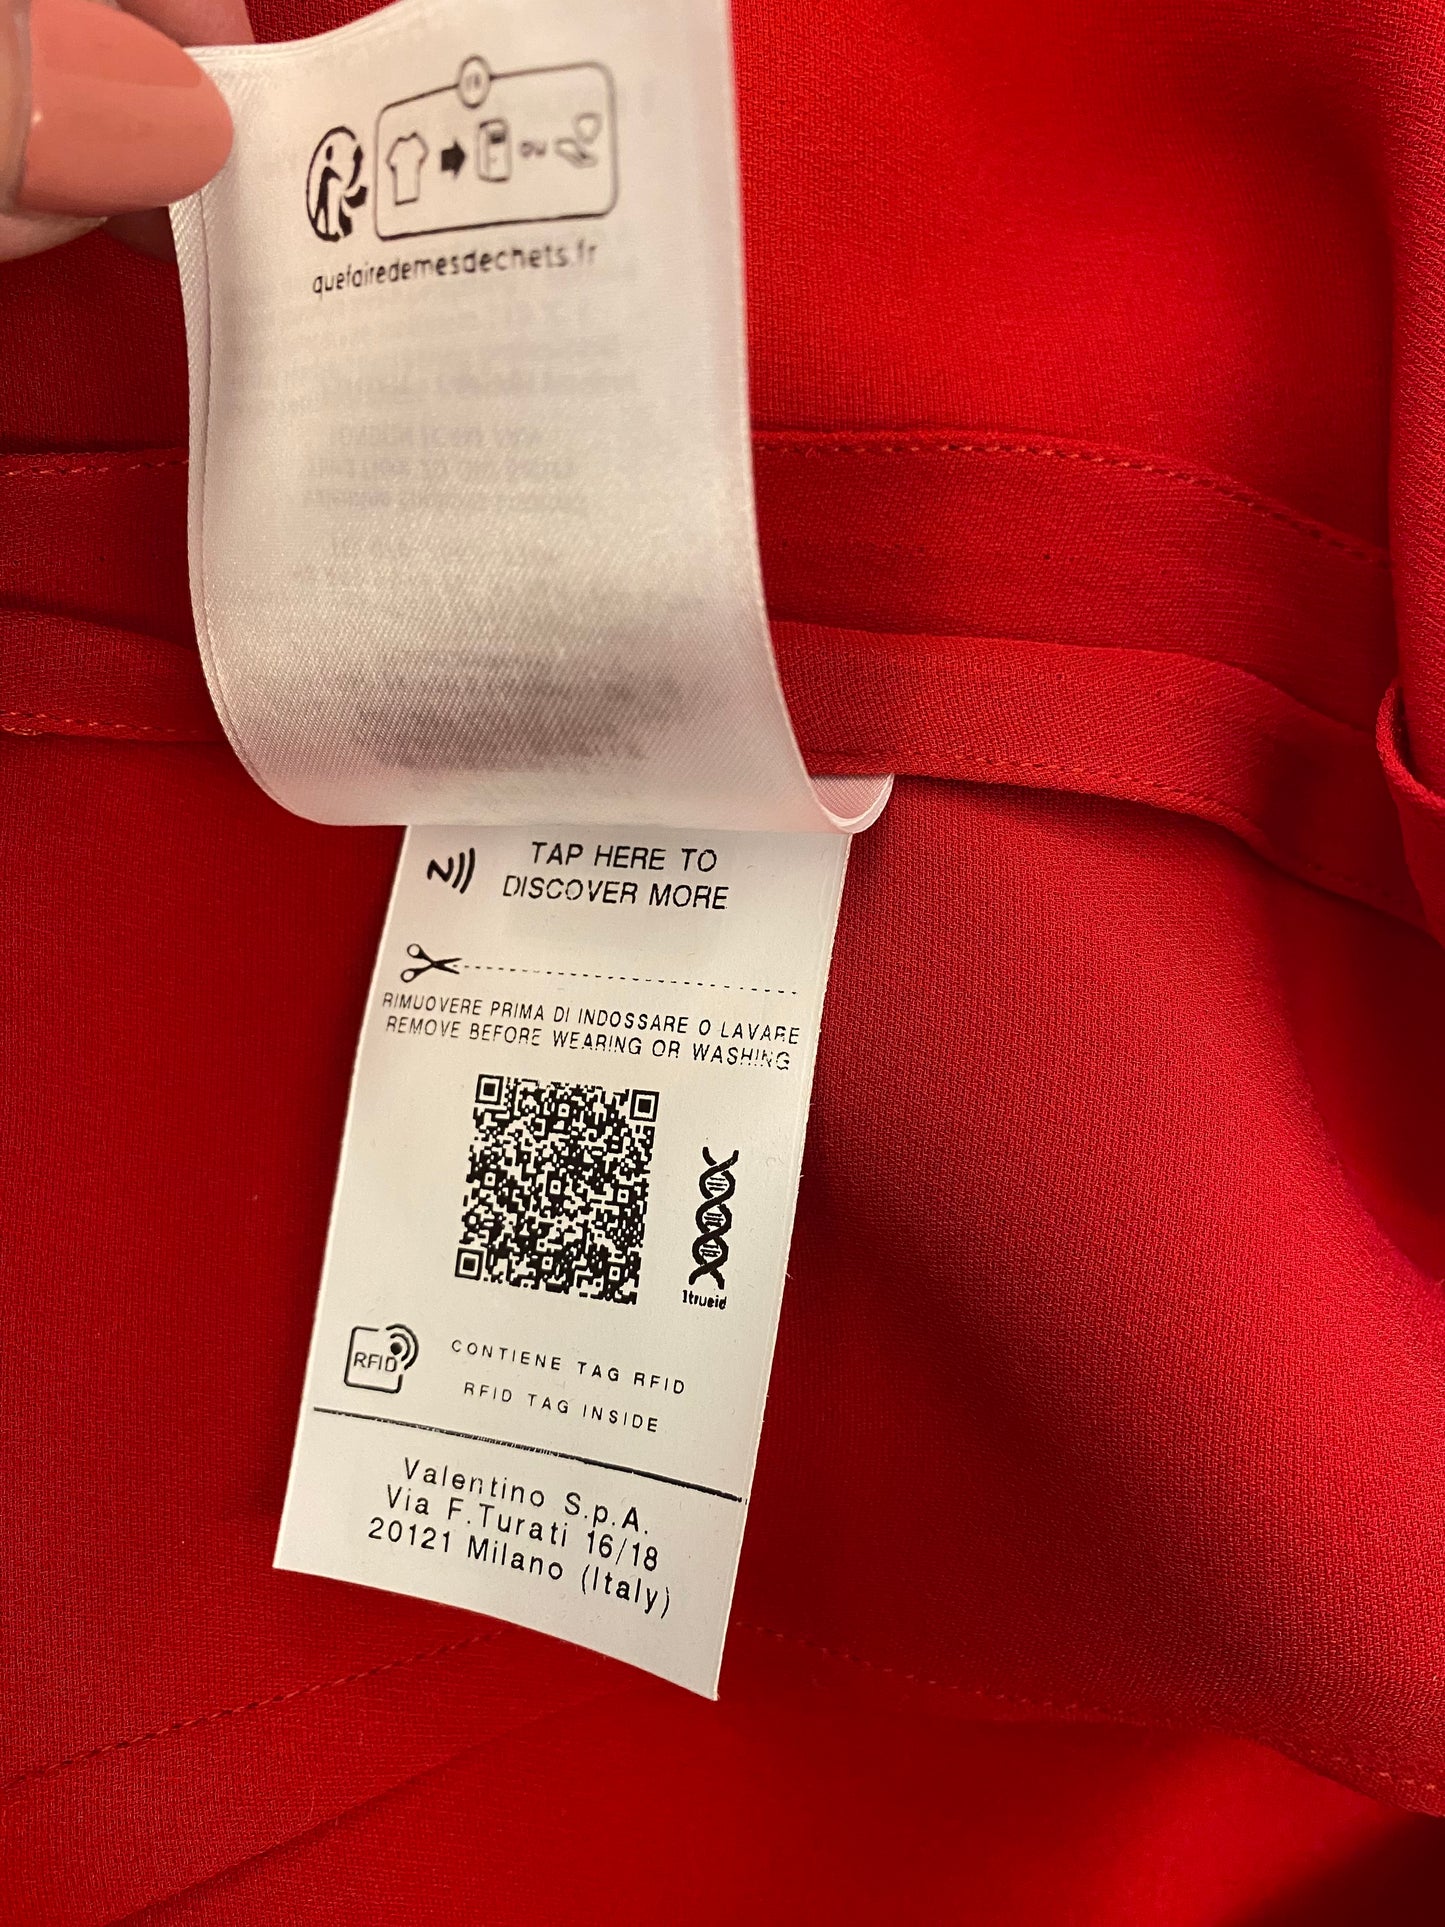 ou
quefairedemesdechets.fr
TAP HERE TO
DISCOVER MORE
RIMUOVERE PRIMA DI INDOSSARE O LAVARE
REMOVE BEFORE WEARING OR WASHING
1trueid
RFID
CONTIENE TAG RFID
RFID TAG INSIDE
Valentino S.p.A.
Via F.Turati 16/18
20121 Milano (Italy)